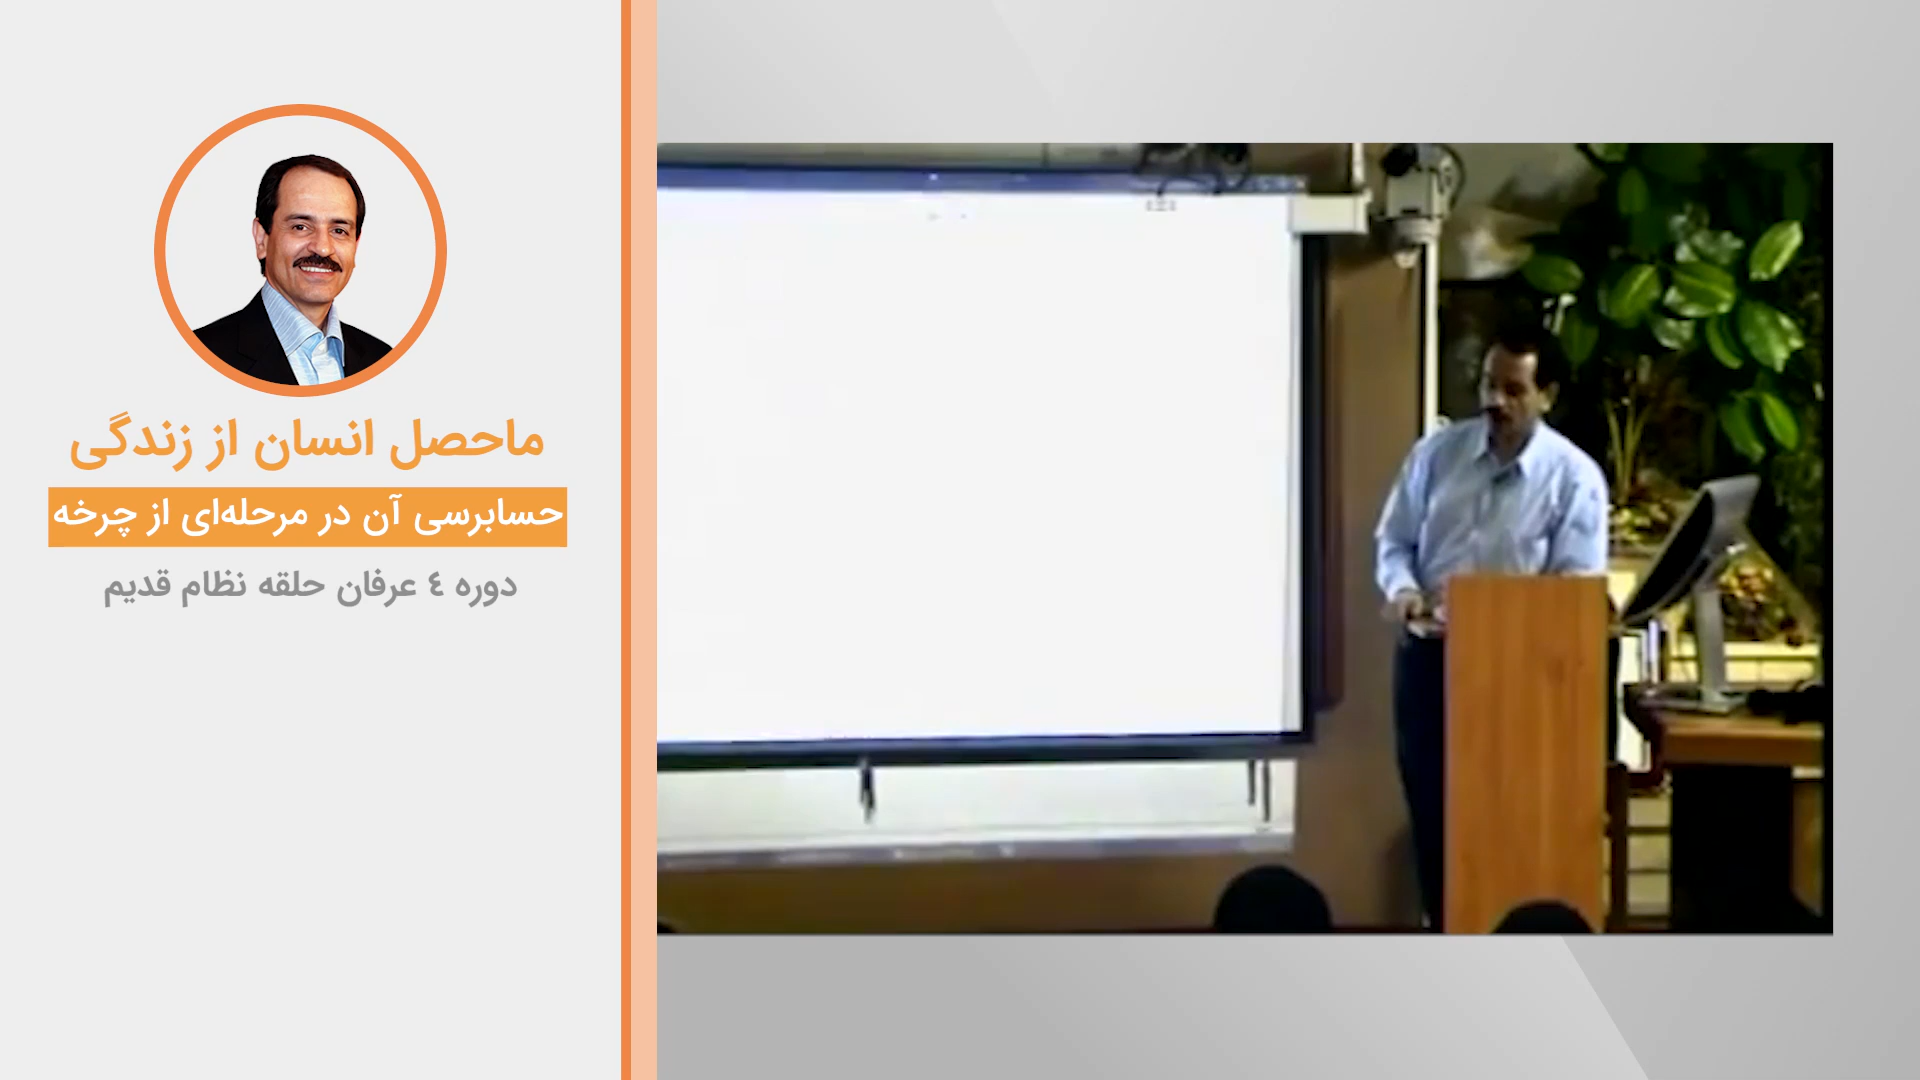 ماحصل انسان از زندگی
حسابرسی آن در مرحله‌ای از چرخه
دوره ٤ عرفان حلقه نظام قدیم